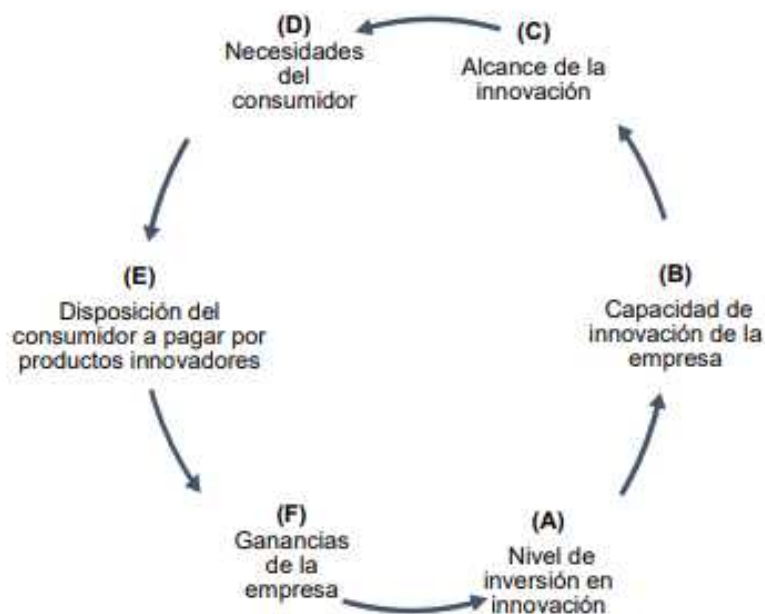 (D)
Necesidades
del
consumidor
(C)
Alcance de la
innovación
(E)
Disposición del
consumidor a pagar por
productos innovadores
(B)
Capacidad de
innovación de la
empresa
(F)
Ganancias
de la
empresa
(A)
Nivel de
inversión en
innovación